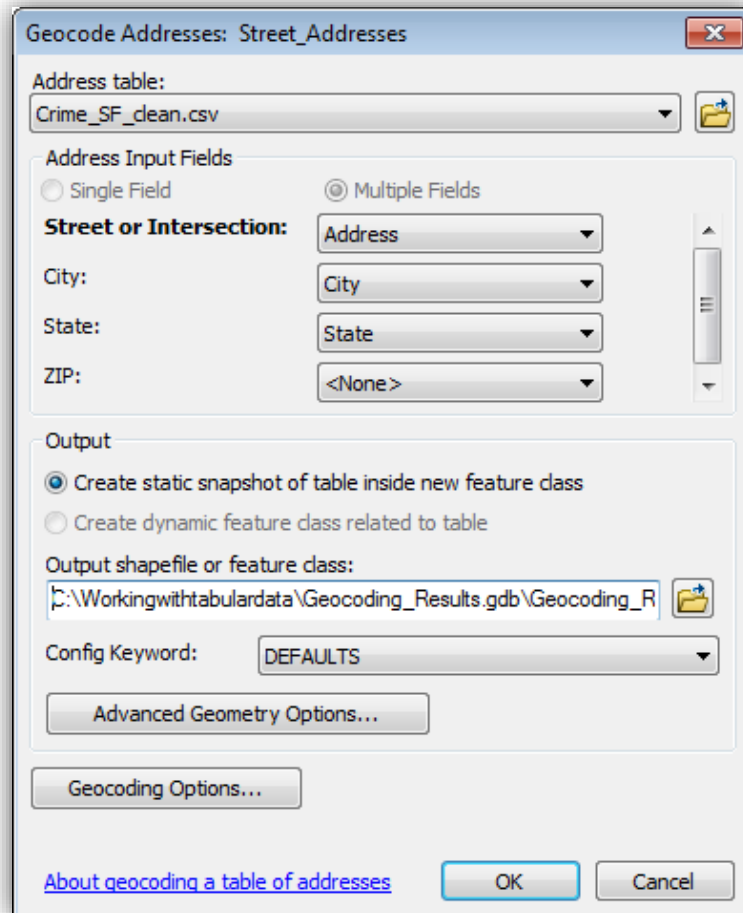 Geocode Addresses: Street_Addresses
Address table:
Crime_SF_clean.csv
Address Input Fields
Single Field
Multiple Fields
Street or Intersection:
Address
City:
City
State:
State
ZIP:
<None>
Output
Create static snapshot of table inside new feature class
Create dynamic feature class related to table
Output shapefile or feature class:
C:\Workingwithtabulardata\Geocoding_Results.gdb\Geocoding_R
Config Keyword:
DEFAULTS
Advanced Geometry Options...
Geocoding Options...
About geocoding a table of addresses
OK
Cancel